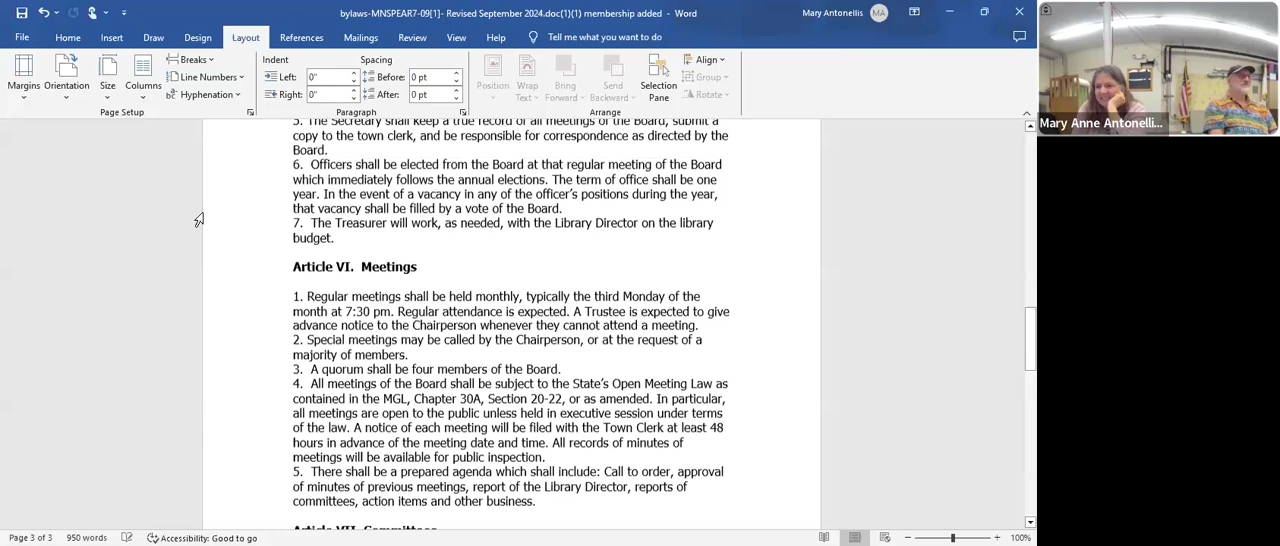 bylaws-MNSPEAR7-09[1]- Revised September 2024.doc(1)(1) membership added - Word
Mary Antonellis
MA
File
Home
Insert
Draw
Design
Layout
References
Mailings
Review
View
Help
Tell me what you want to do
Margins
Orientation
Size
Columns
Breaks
Line Numbers
Hyphenation
Page Setup
Indent
Left: 0"
Right: 0"
Spacing
Before: 0 pt
After: 0 pt
Paragraph
Position
Wrap Text
Bring Forward
Send Backward
Selection Pane
Align
Group
Rotate
Arrange
5. The Secretary shall keep a true record of all meetings of the Board, submit a
copy to the town clerk, and be responsible for correspondence as directed by the
Board.
6. Officers shall be elected from the Board at that regular meeting of the Board
which immediately follows the annual elections. The term of office shall be one
year. In the event of a vacancy in any of the officer's positions during the year,
that vacancy shall be filled by a vote of the Board.
7. The Treasurer will work, as needed, with the Library Director on the library
budget.
Article VI. Meetings
1. Regular meetings shall be held monthly, typically the third Monday of the
month at 7:30 pm. Regular attendance is expected. A Trustee is expected to give
advance notice to the Chairperson whenever they cannot attend a meeting.
2. Special meetings may be called by the Chairperson, or at the request of a
majority of members.
3. A quorum shall be four members of the Board.
4. All meetings of the Board shall be subject to the State's Open Meeting Law as
contained in the MGL, Chapter 30A, Section 20-22, or as amended. In particular,
all meetings are open to the public unless held in executive session under terms
of the law. A notice of each meeting will be filed with the Town Clerk at least 48
hours in advance of the meeting date and time. All records of minutes of
meetings will be available for public inspection.
5. There shall be a prepared agenda which shall include: Call to order, approval
of minutes of previous meetings, report of the Library Director, reports of
committees, action items and other business.
Article VII. Committees
Page 3 of 3
950 words
Accessibility: Good to go
100%
Mary Anne Antonelli...